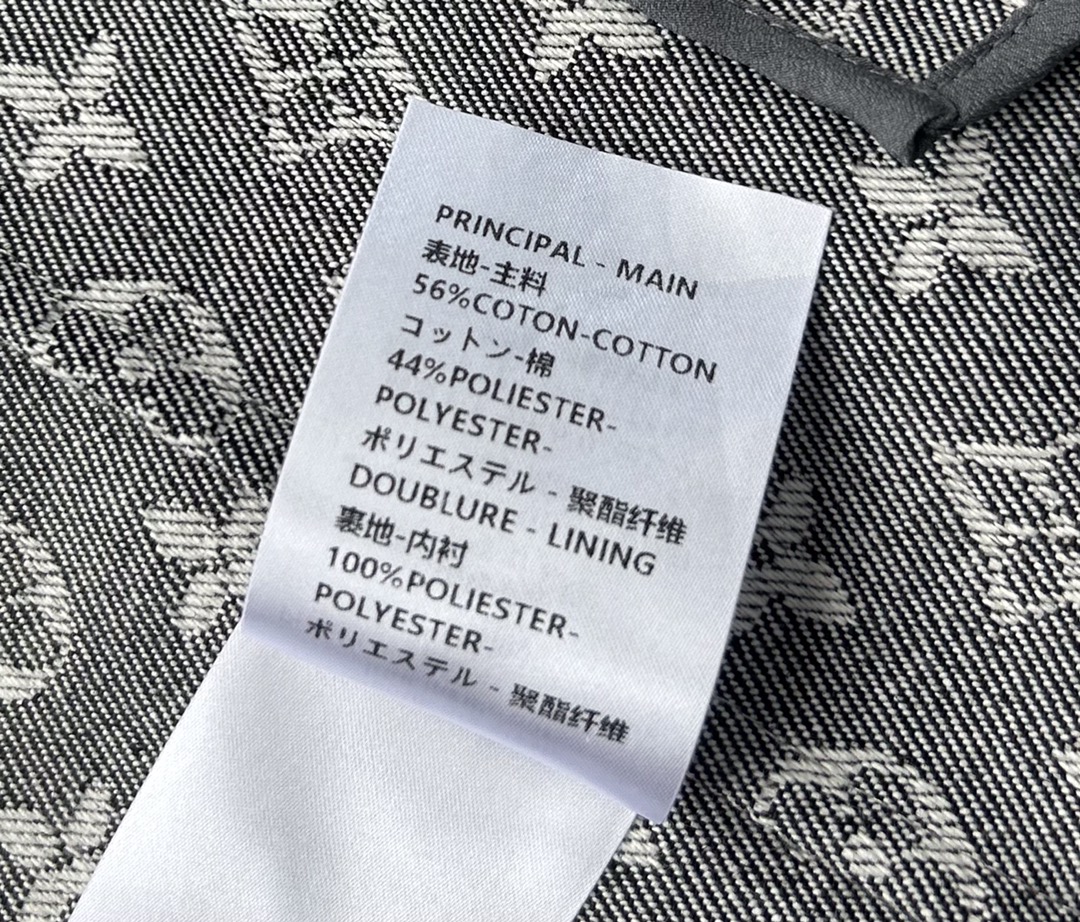 PRINCIPAL - MAIN
表地-主料
56%COTON-COTTON
コットン-棉
44%POLIESTER-
POLYESTER-
ポリエステル - 聚酯纤维
DOUBLURE - LINING
裏地-内衬
100%POLIESTER-
POLYESTER-
ポリエステル - 聚酯纤维